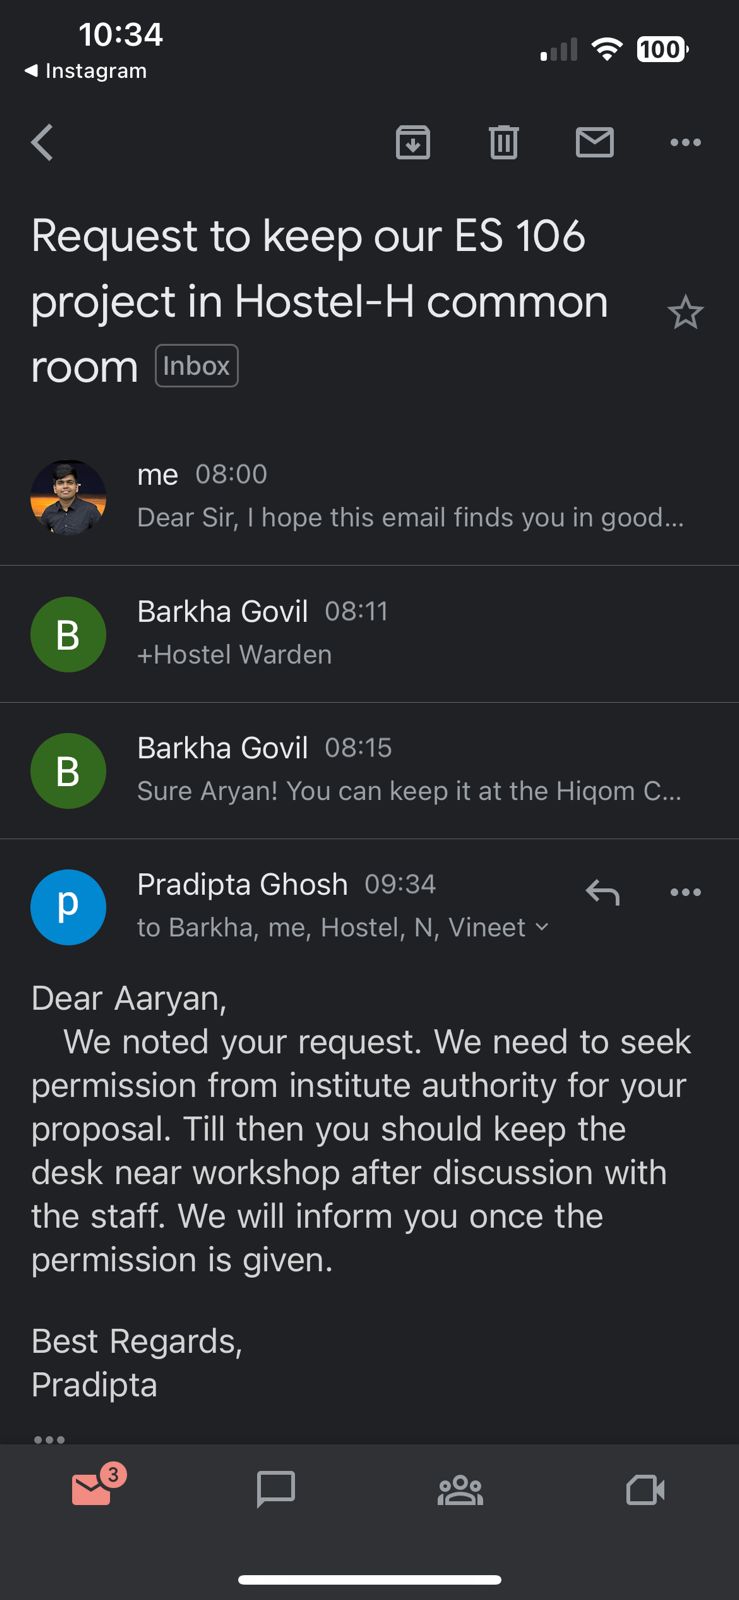 10:34
100
◀ Instagram
Request to keep our ES 106
project in Hostel-H common
room Inbox
me 08:00
Dear Sir, I hope this email finds you in good...
B
Barkha Govil 08:11
+Hostel Warden
B
Barkha Govil 08:15
Sure Aryan! You can keep it at the Hiqom C...
p
Pradipta Ghosh 09:34
to Barkha, me, Hostel, N, Vineet
Dear Aaryan,
We noted your request. We need to seek
permission from institute authority for your
proposal. Till then you should keep the
desk near workshop after discussion with
the staff. We will inform you once the
permission is given.
Best Regards,
Pradipta
3